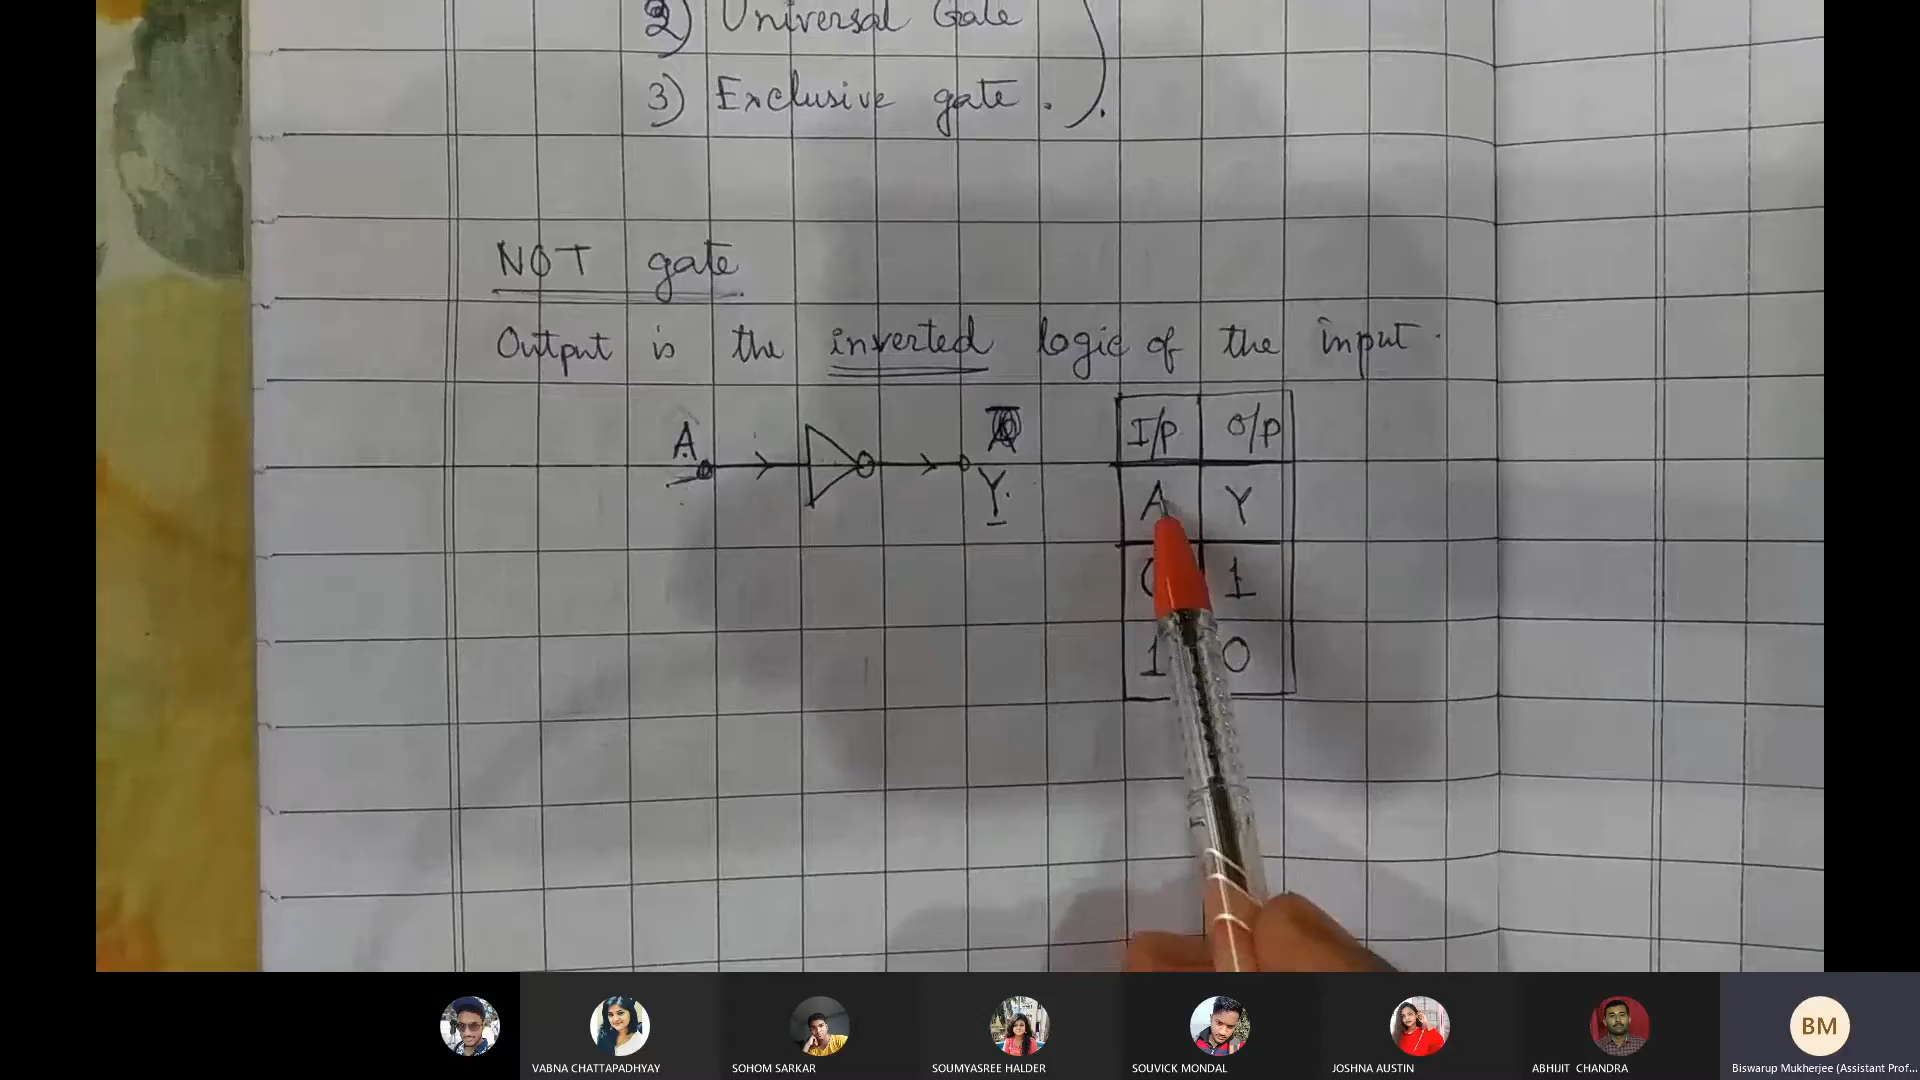 2) Universal Gate
3) Exclusive gate.
NOT gate
Output is the inverted logic of the input.
A
Y.
I/P O/P
A Y
1
1 0
VABNA CHATTAPADHYAY
SOHOM SARKAR
SOUMYASREE HALDER
SOUVICK MONDAL
JOSHNA AUSTIN
ABHIJIT CHANDRA
BM
Biswarup Mukherjee (Assistant Prof...